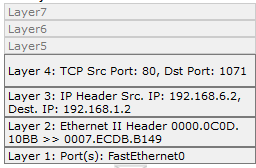 Layer7
Layer6
Layer5
Layer 4: TCP Src Port: 80, Dst Port: 1071
Layer 3: IP Header Src. IP: 192.168.6.2,
Dest. IP: 192.168.1.2
Layer 2: Ethernet II Header 0000.0C0D.
10BB >> 0007.ECDB.B149
Layer 1: Port(s): FastEthernet0